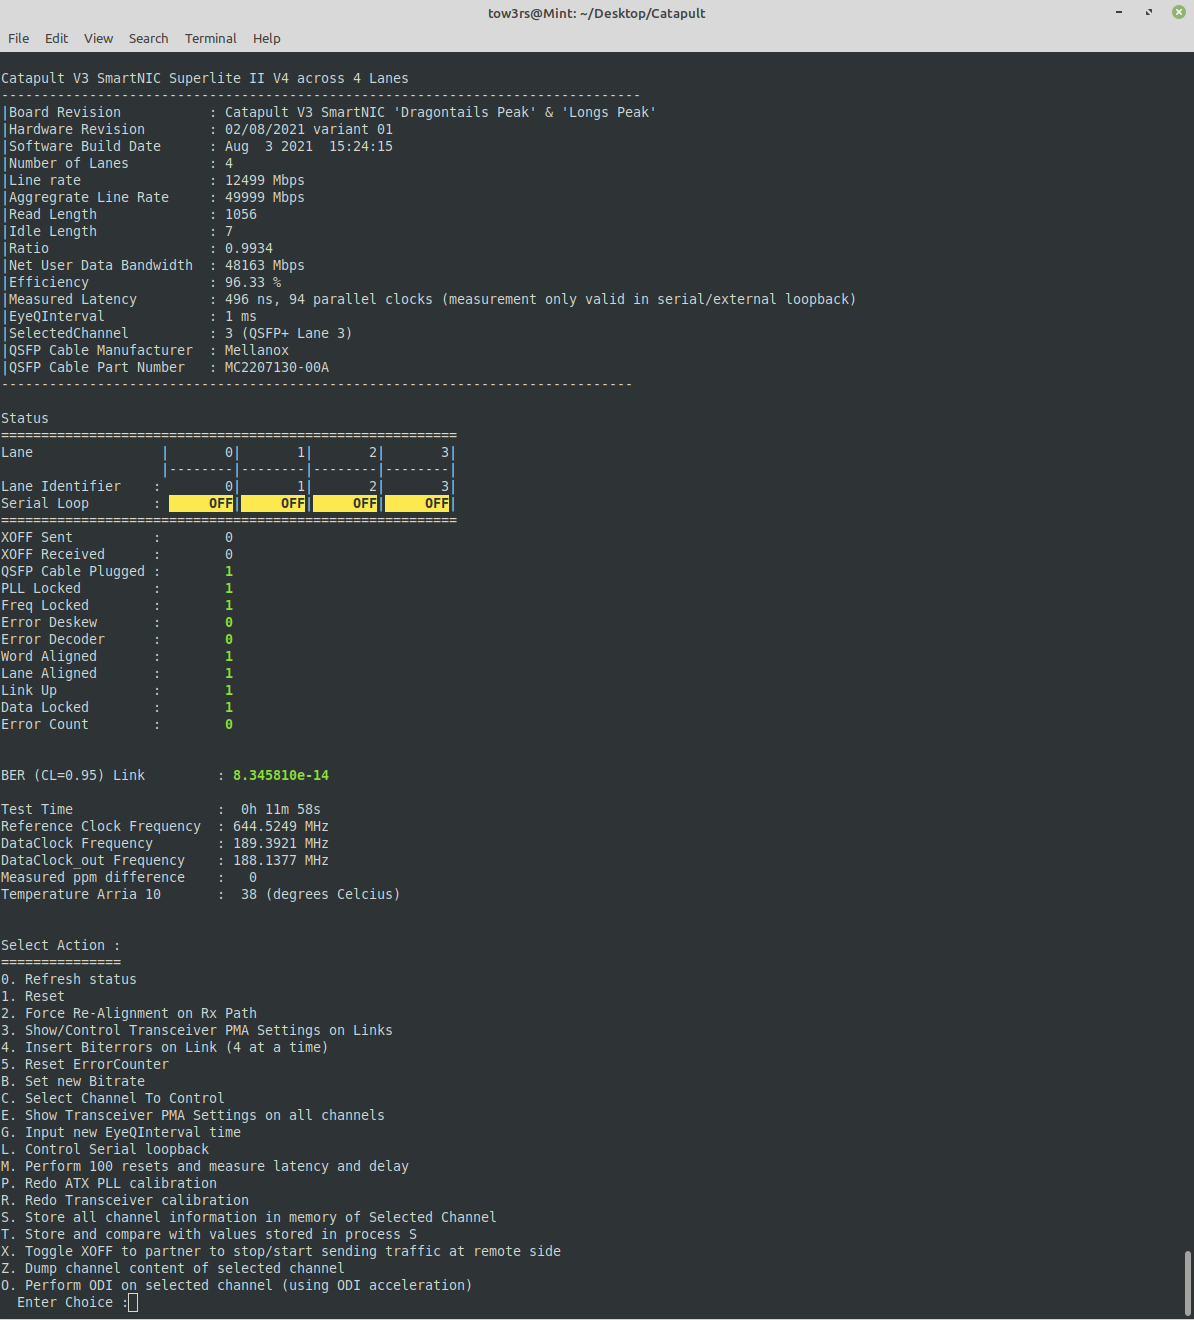 tow3rs@Mint: ~/Desktop/Catapult
File Edit View Search Terminal Help
Catapult V3 SmartNIC Superlite II V4 across 4 Lanes
--------------------------------------------------------------------------------
|Board Revision           : Catapult V3 SmartNIC 'Dragontails Peak' & 'Longs Peak'
|Hardware Revision        : 02/08/2021 variant 01
|Software Build Date      : Aug  3 2021  15:24:15
|Number of Lanes          : 4
|Line rate                : 12499 Mbps
|Aggregrate Line Rate     : 49999 Mbps
|Read Length              : 1056
|Idle Length              : 7
|Ratio                    : 0.9934
|Net User Data Bandwidth  : 48163 Mbps
|Efficiency               : 96.33 %
|Measured Latency         : 496 ns, 94 parallel clocks (measurement only valid in serial/external loopback)
|EyeQInterval             : 1 ms
|SelectedChannel          : 3 (QSFP+ Lane 3)
|QSFP Cable Manufacturer  : Mellanox
|QSFP Cable Part Number   : MC2207130-00A
-------------------------------------------------------------------------------
Status
=========================================================
Lane                |       0|       1|       2|       3|
                    |--------|--------|--------|--------|
Lane Identifier    :        0|       1|       2|       3|
Serial Loop        :      OFF|     OFF|     OFF|     OFF|
=========================================================
XOFF Sent          :        0
XOFF Received      :        0
QSFP Cable Plugged :        1
PLL Locked         :        1
Freq Locked        :        1
Error Deskew       :        0
Error Decoder      :        0
Word Aligned       :        1
Lane Aligned       :        1
Link Up            :        1
Data Locked        :        1
Error Count        :        0
BER (CL=0.95) Link         : 8.345810e-14
Test Time                  :  0h 11m 58s
Reference Clock Frequency  : 644.5249 MHz
DataClock Frequency        : 189.3921 MHz
DataClock_out Frequency    : 188.1377 MHz
Measured ppm difference    :   0
Temperature Arria 10       :  38 (degrees Celcius)
Select Action :
===============
0. Refresh status
1. Reset
2. Force Re-Alignment on Rx Path
3. Show/Control Transceiver PMA Settings on Links
4. Insert Biterrors on Link (4 at a time)
5. Reset ErrorCounter
B. Set new Bitrate
C. Select Channel To Control
E. Show Transceiver PMA Settings on all channels
G. Input new EyeQInterval time
L. Control Serial loopback
M. Perform 100 resets and measure latency and delay
P. Redo ATX PLL calibration
R. Redo Transceiver calibration
S. Store all channel information in memory of Selected Channel
T. Store and compare with values stored in process S
X. Toggle XOFF to partner to stop/start sending traffic at remote side
Z. Dump channel content of selected channel
O. Perform ODI on selected channel (using ODI acceleration)
  Enter Choice :